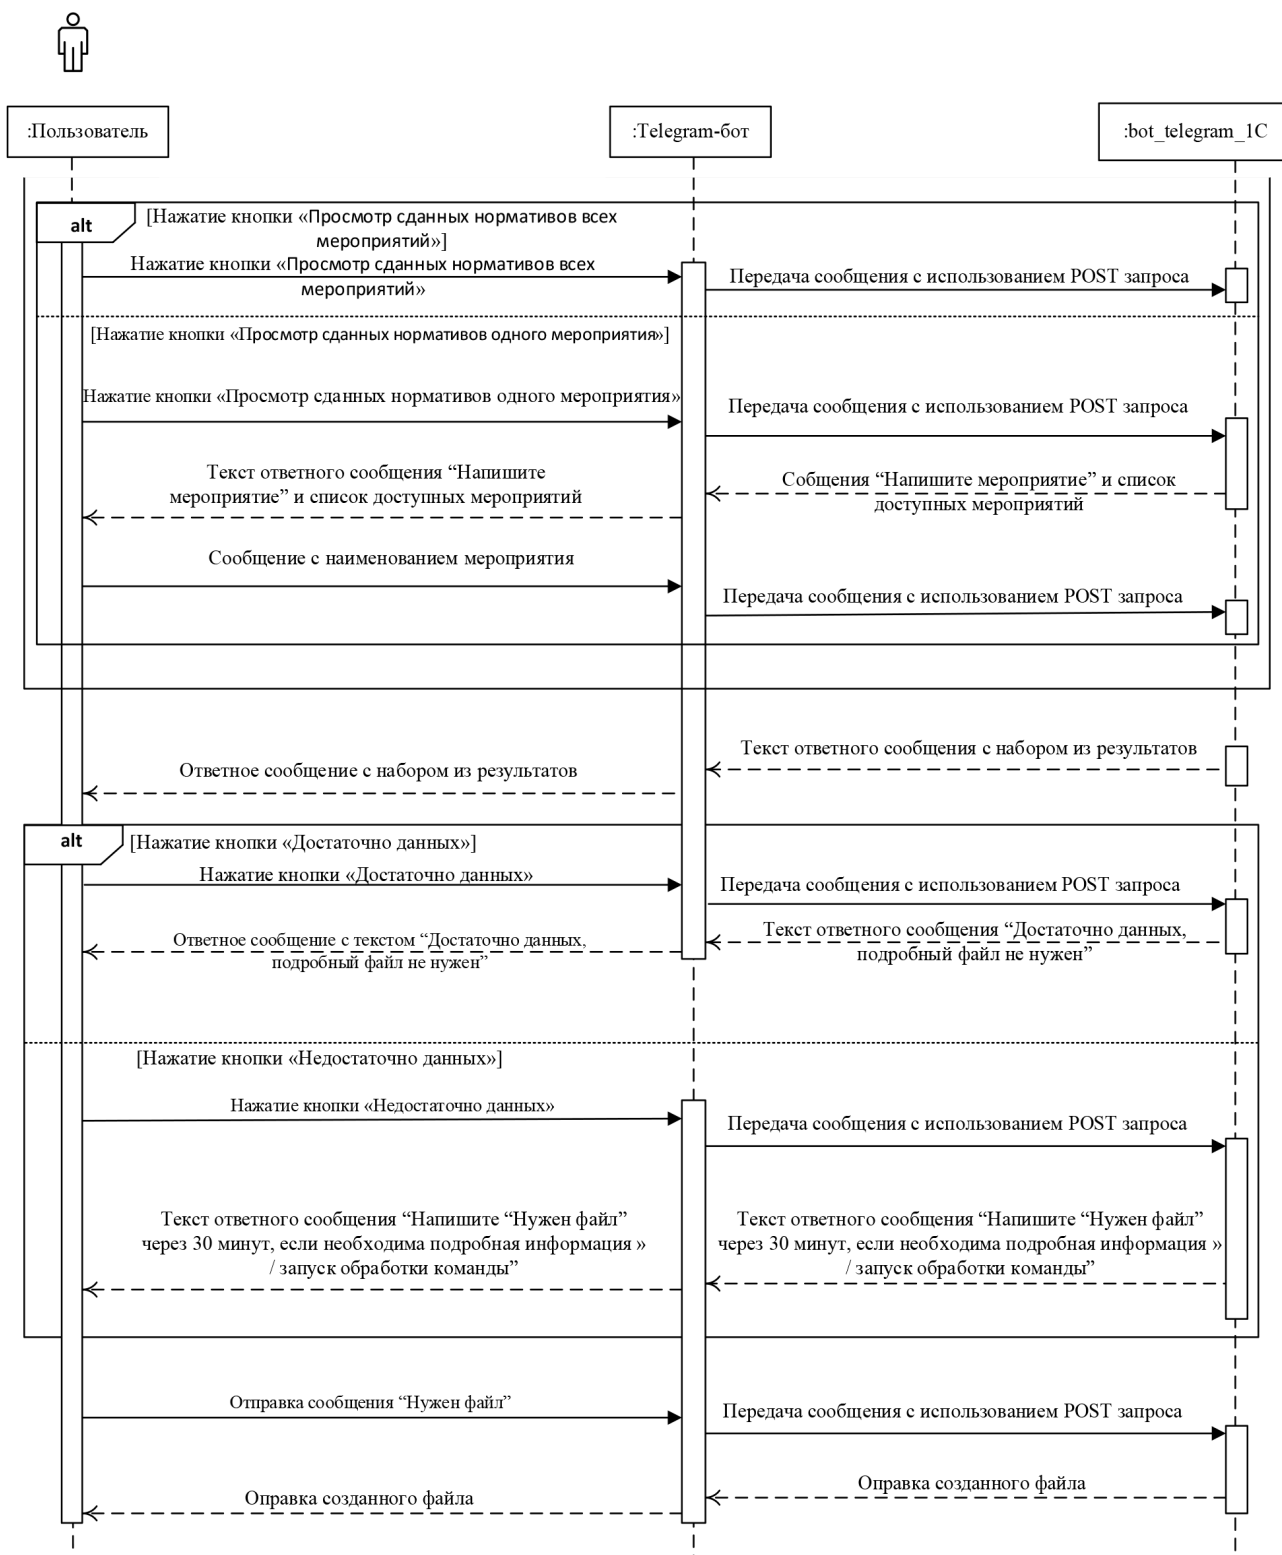 :Пользователь
:Telegram-бот
:bot_telegram_1C
alt
[Нажатие кнопки «Просмотр сданных нормативов всех
мероприятий»]
Нажатие кнопки «Просмотр сданных нормативов всех
мероприятий»
Передача сообщения с использованием POST запроса
[Нажатие кнопки «Просмотр сданных нормативов одного мероприятия»]
Нажатие кнопки «Просмотр сданных нормативов одного мероприятия»
Передача сообщения с использованием POST запроса
Текст ответного сообщения “Напишите
мероприятие” и список доступных мероприятий
Собщения “Напишите мероприятие” и список
доступных мероприятий
Сообщение с наименованием мероприятия
Передача сообщения с использованием POST запроса
Текст ответного сообщения с набором из результатов
Ответное сообщение с набором из результатов
alt
[Нажатие кнопки «Достаточно данных»]
Нажатие кнопки «Достаточно данных»
Передача сообщения с использованием POST запроса
Ответное сообщение с текстом “Достаточно данных,
подробный файл не нужен”
Текст ответного сообщения “Достаточно данных,
подробный файл не нужен”
[Нажатие кнопки «Недостаточно данных»]
Нажатие кнопки «Недостаточно данных»
Передача сообщения с использованием POST запроса
Текст ответного сообщения “Напишите “Нужен файл”
через 30 минут, если необходима подробная информация »
/ запуск обработки команды”
Текст ответного сообщения “Напишите “Нужен файл”
через 30 минут, если необходима подробная информация »
/ запуск обработки команды”
Отправка сообщения “Нужен файл”
Передача сообщения с использованием POST запроса
Оправка созданного файла
Оправка созданного файла